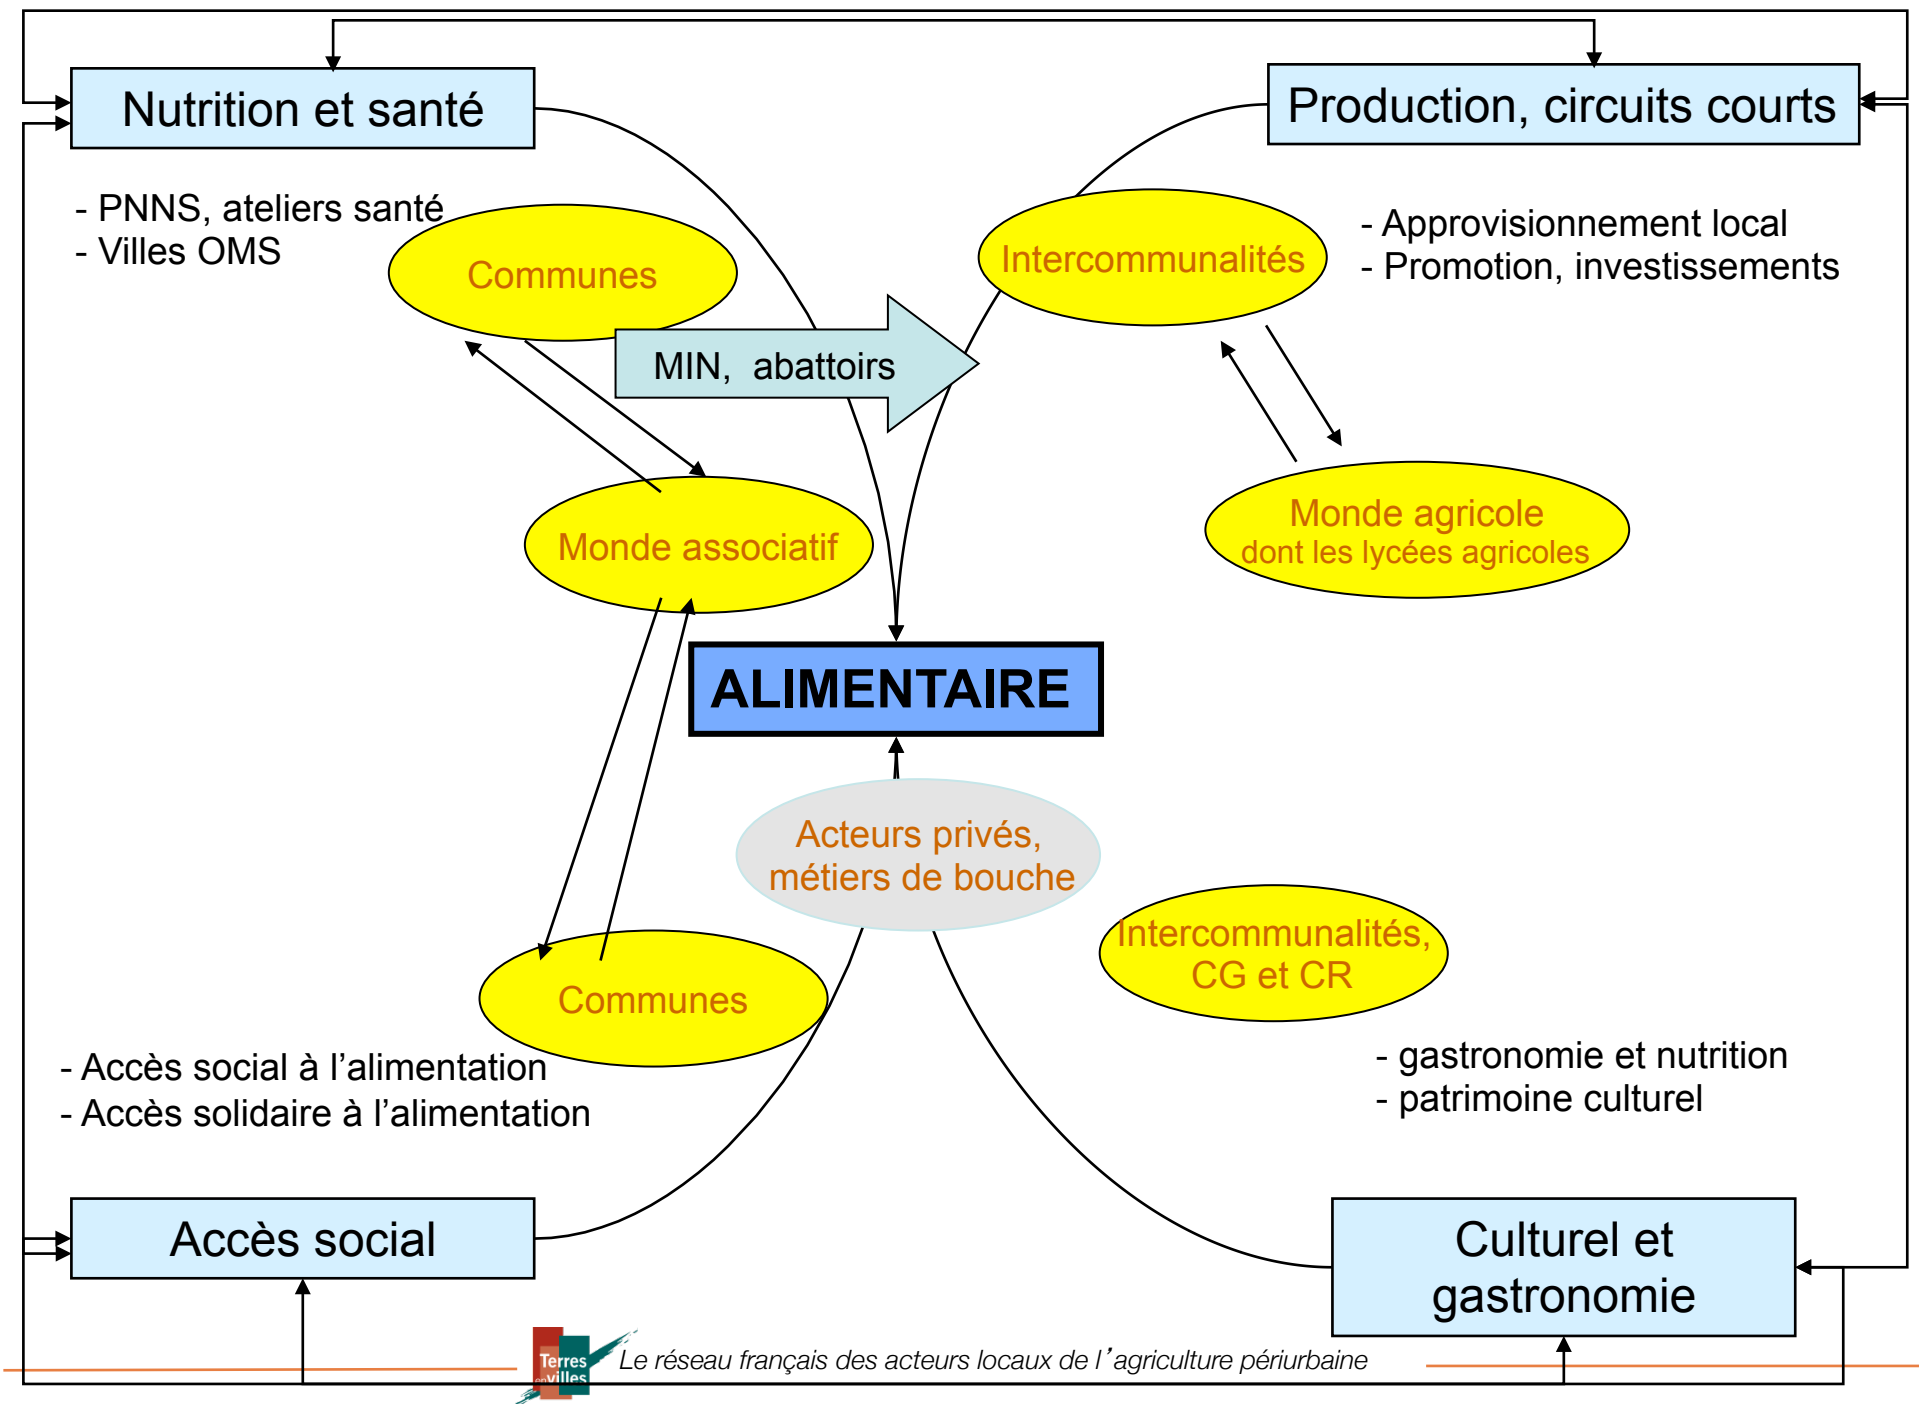 Nutrition et santé
Production, circuits courts
- PNNS, ateliers santé
- Villes OMS
Communes
Intercommunalités
- Approvisionnement local
- Promotion, investissements
MIN, abattoirs
Monde associatif
Monde agricole
dont les lycées agricoles
ALIMENTAIRE
Acteurs privés,
métiers de bouche
Intercommunalités,
CG et CR
Communes
- Accès social à l’alimentation
- Accès solidaire à l’alimentation
- gastronomie et nutrition
- patrimoine culturel
Accès social
Culturel et
gastronomie
Terres
en villes
Le réseau français des acteurs locaux de l’agriculture périurbaine